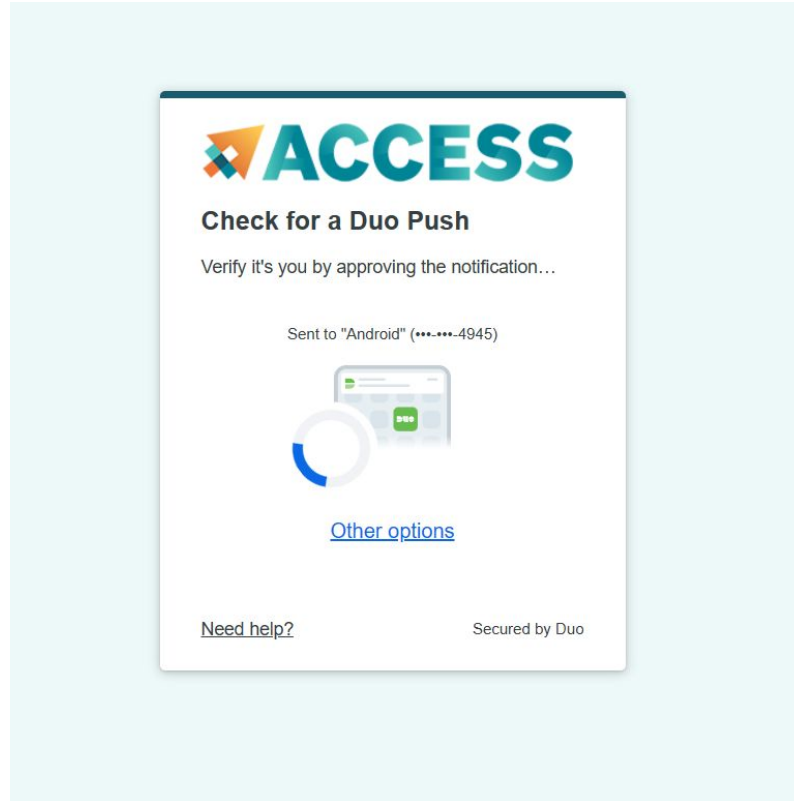 ACCESS
Check for a Duo Push
Verify it's you by approving the notification…
Sent to "Android" (•••-•••-4945)
DUO
Other options
Need help?
Secured by Duo